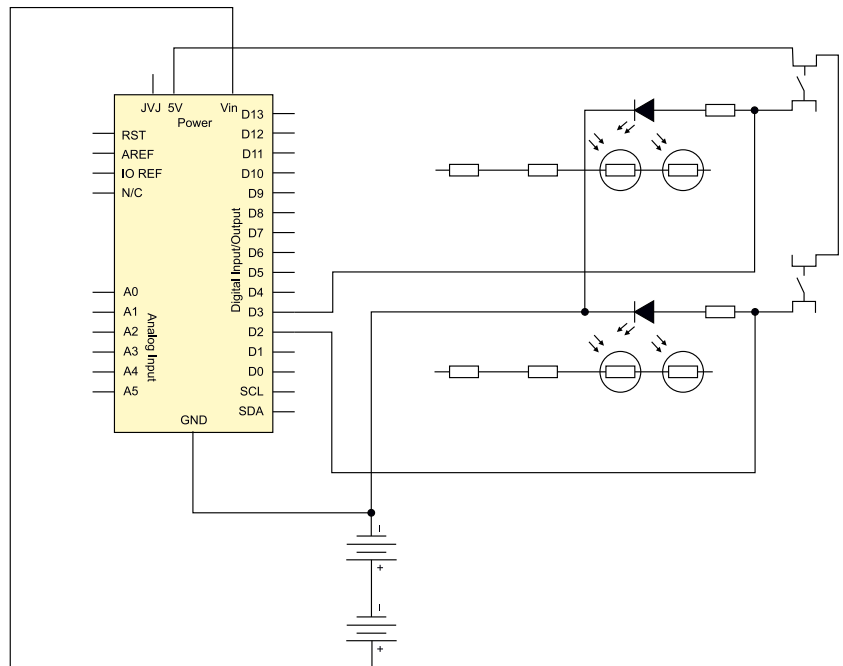 JVJ 5V Vin
Power
RST
AREF
IO REF
N/C
A0
A1
A2
A3
A4
A5
Analog Input
D13
D12
D11
D10
D9
D8
D7
D6
D5
D4
D3
D2
D1
D0
SCL
SDA
Digital Input/Output
GND
−
+
−
+